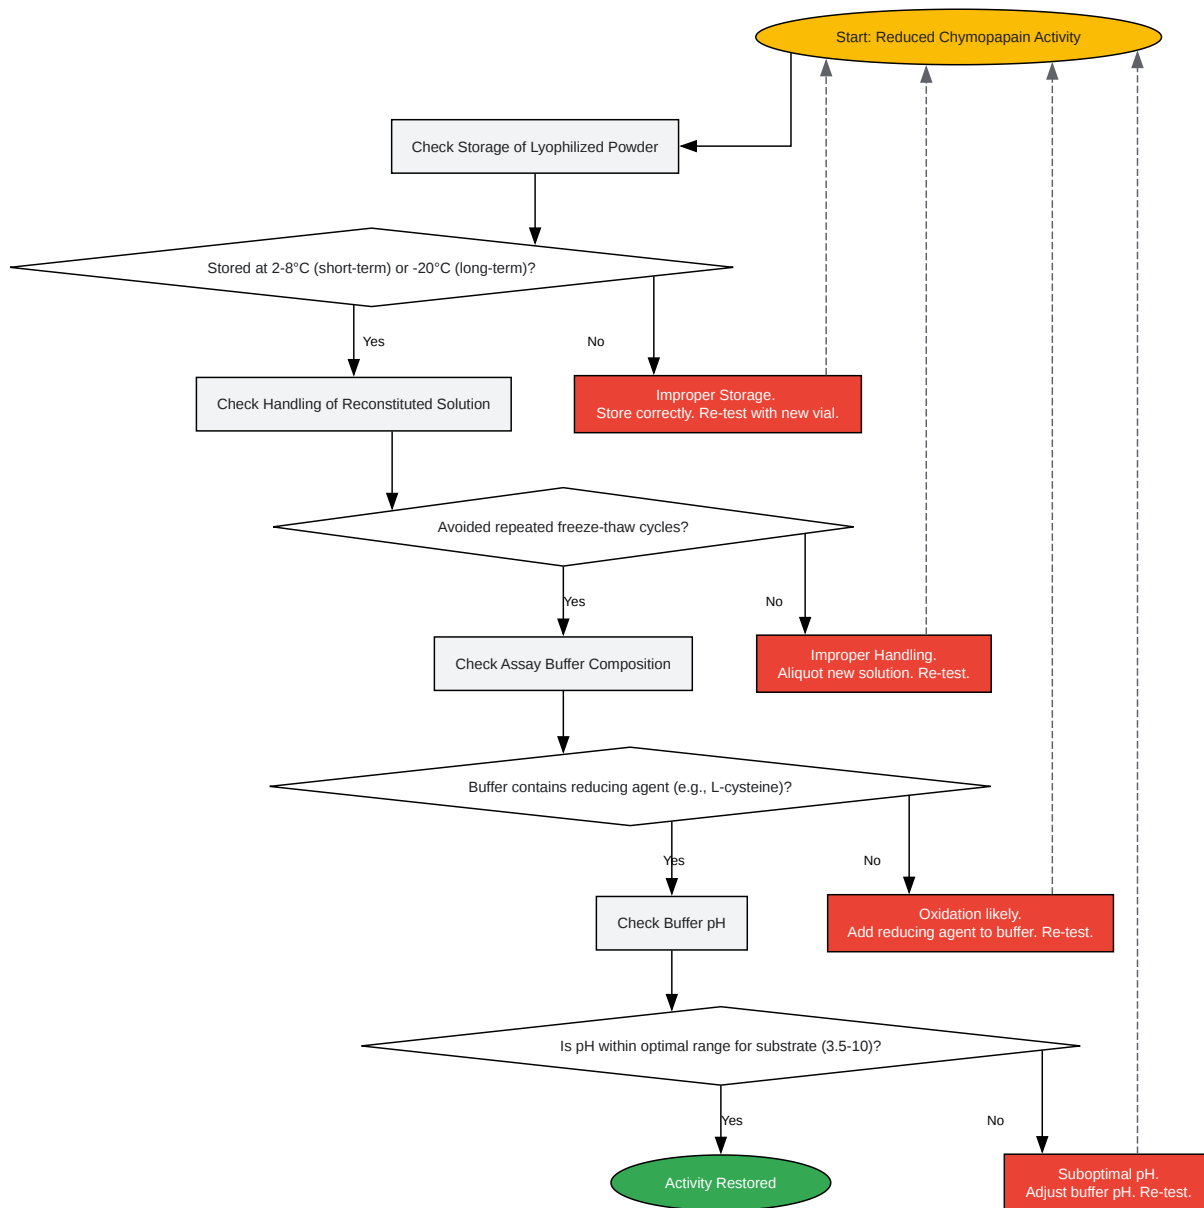 Start: Reduced Chymopapain Activity
Check Storage of Lyophilized Powder
Stored at 2-8°C (short-term) or -20°C (long-term)?
Yes
No
Check Handling of Reconstituted Solution
Improper Storage.
Store correctly. Re-test with new vial.
Avoided repeated freeze-thaw cycles?
Yes
No
Check Assay Buffer Composition
Improper Handling.
Aliquot new solution. Re-test.
Buffer contains reducing agent (e.g., L-cysteine)?
Yes
No
Check Buffer pH
Oxidation likely.
Add reducing agent to buffer. Re-test.
Is pH within optimal range for substrate (3.5-10)?
Yes
No
Activity Restored
Suboptimal pH.
Adjust buffer pH. Re-test.